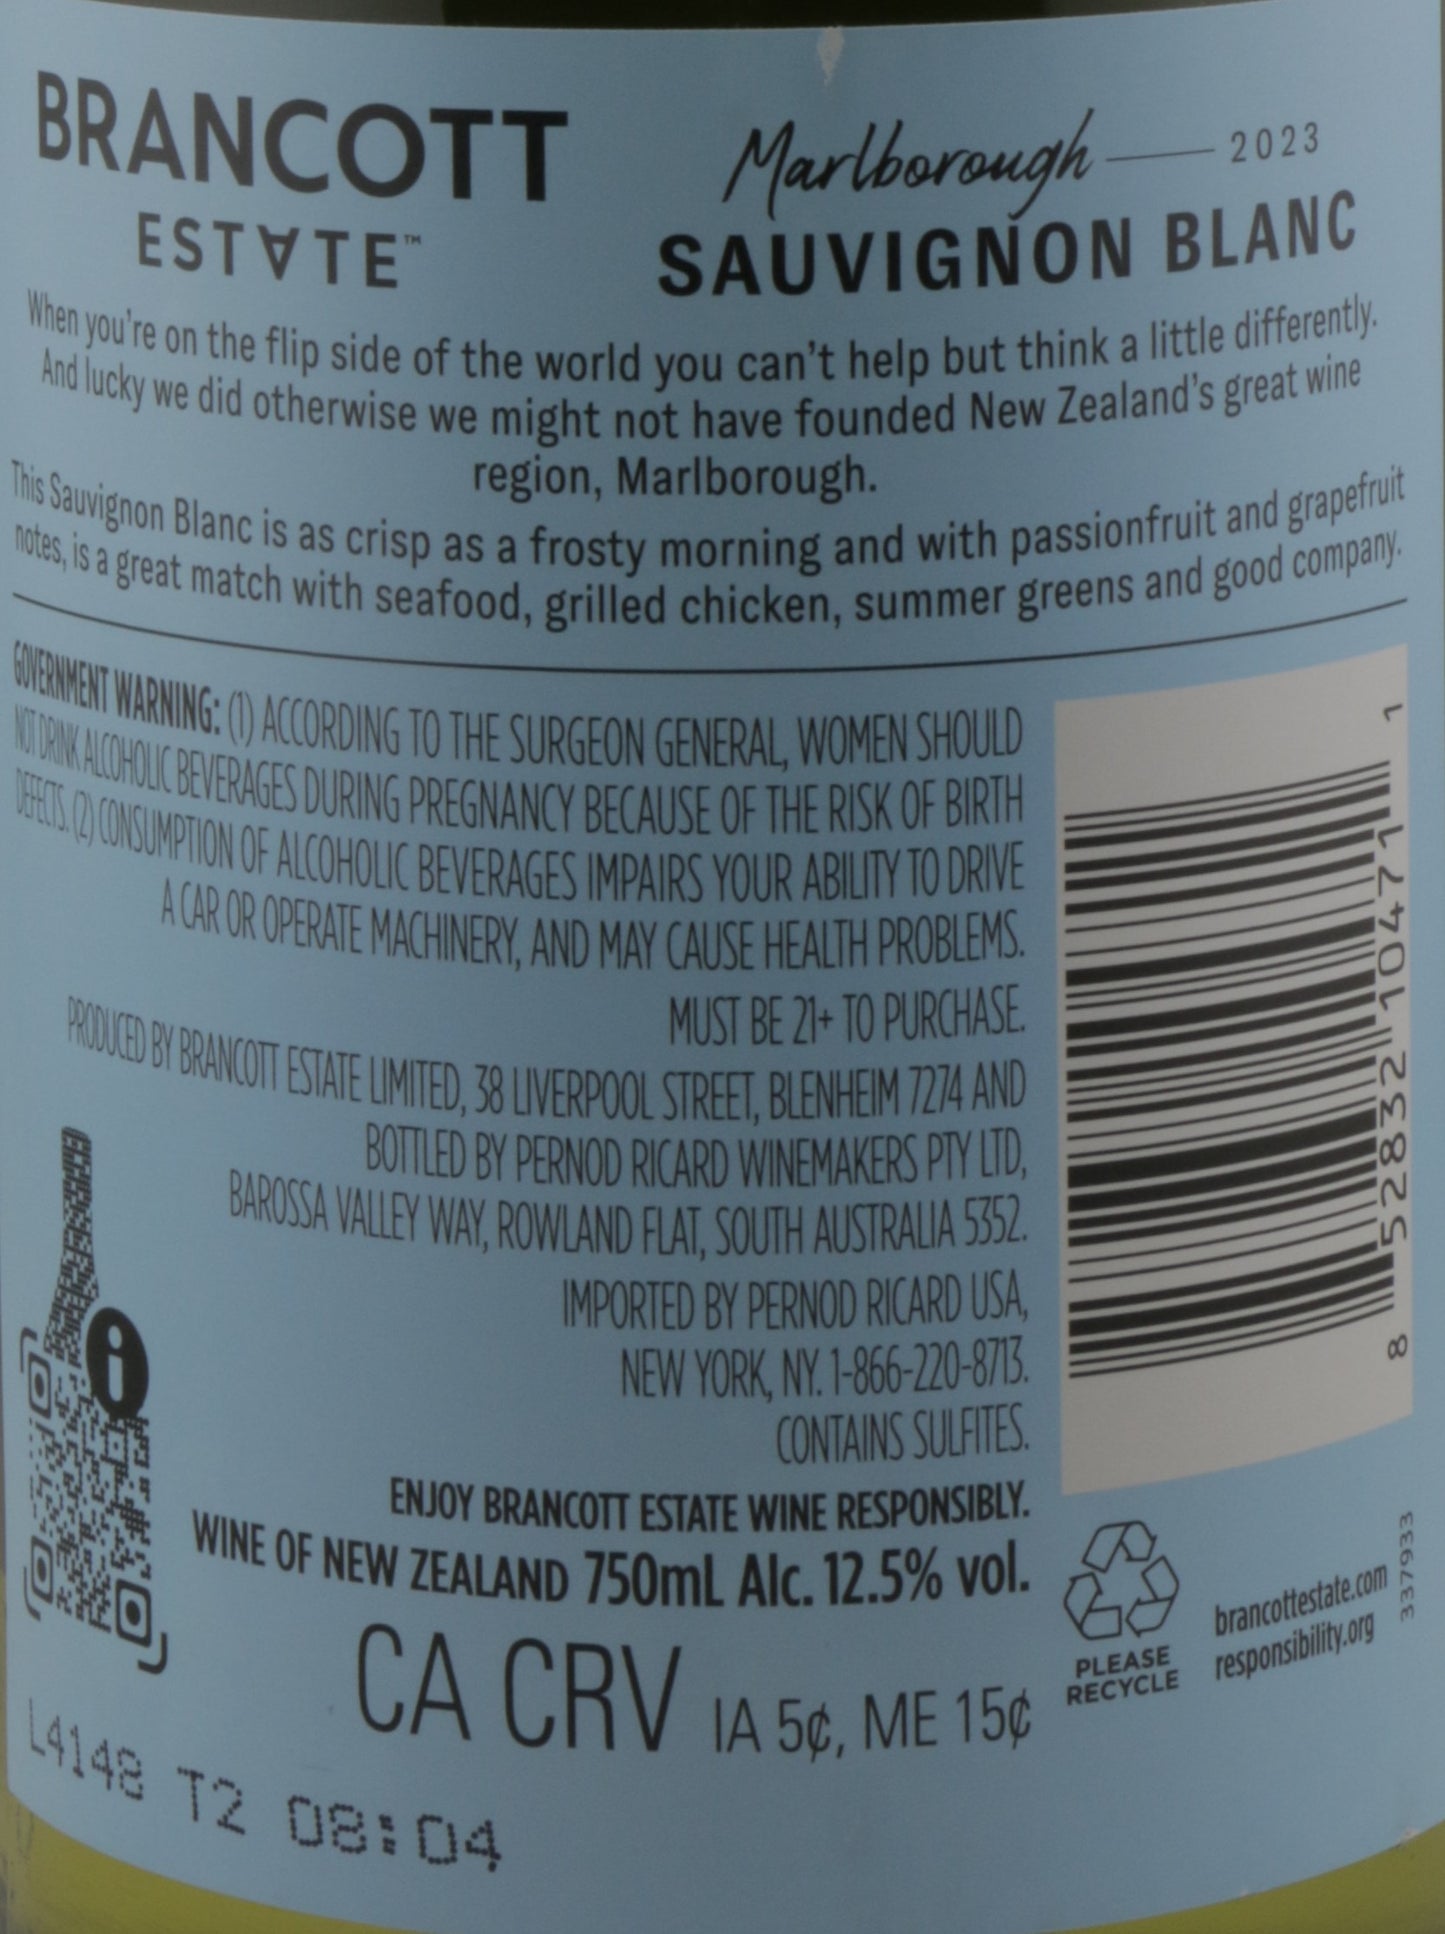 BRANCOTT
ESTATE™
Marlborough — 2023
SAUVIGNON BLANC
When you're on the flip side of the world you can't help but think a little differently.
And lucky we did otherwise we might not have founded New Zealand's great wine
region, Marlborough.
This Sauvignon Blanc is as crisp as a frosty morning and with passionfruit and grapefruit
notes, is a great match with seafood, grilled chicken, summer greens and good company.
GOVERNMENT WARNING: (1) ACCORDING TO THE SURGEON GENERAL, WOMEN SHOULD
NOT DRINK ALCOHOLIC BEVERAGES DURING PREGNANCY BECAUSE OF THE RISK OF BIRTH
DEFECTS. (2) CONSUMPTION OF ALCOHOLIC BEVERAGES IMPAIRS YOUR ABILITY TO DRIVE
A CAR OR OPERATE MACHINERY, AND MAY CAUSE HEALTH PROBLEMS.
MUST BE 21+ TO PURCHASE.
PRODUCED BY BRANCOTT ESTATE LIMITED, 38 LIVERPOOL STREET, BLENHEIM 7274 AND
BOTTLED BY PERNOD RICARD WINEMAKERS PTY LTD,
BAROSSA VALLEY WAY, ROWLAND FLAT, SOUTH AUSTRALIA 5352.
IMPORTED BY PERNOD RICARD USA,
NEW YORK, NY. 1-866-220-8713.
CONTAINS SULFITES.
ENJOY BRANCOTT ESTATE WINE RESPONSIBLY.
WINE OF NEW ZEALAND 750mL Alc. 12.5% vol.
CA CRV IA 5¢, ME 15¢
8 52832 10471 1
PLEASE
RECYCLE
brancottestate.com
responsibility.org
337933
i
L4148 T2 08:04